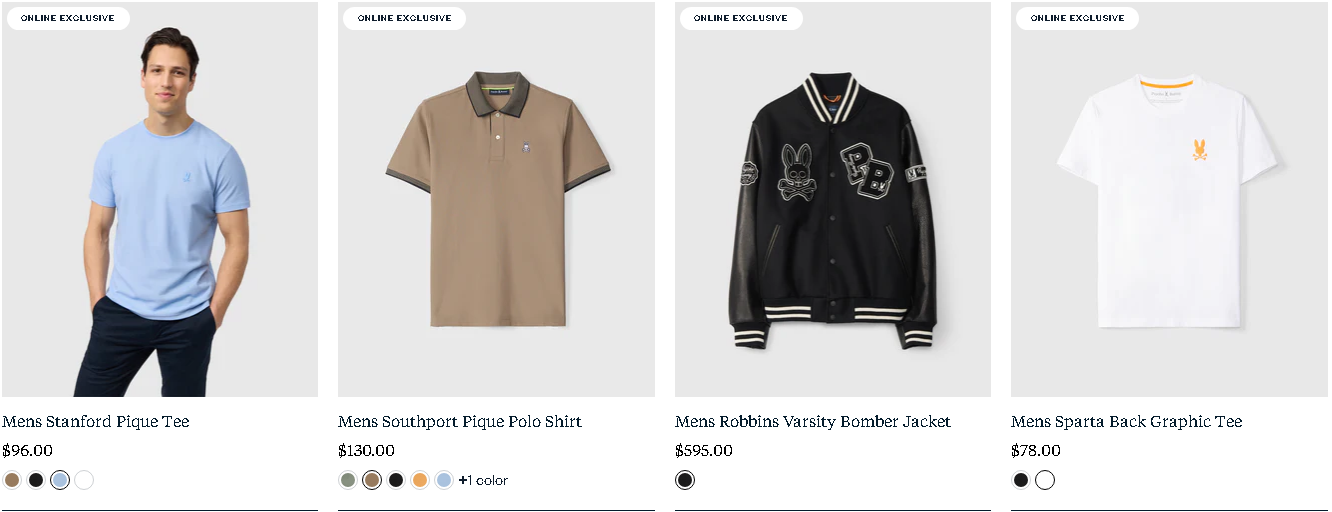 ONLINE EXCLUSIVE
ONLINE EXCLUSIVE
ONLINE EXCLUSIVE
ONLINE EXCLUSIVE
PB
Mens Stanford Pique Tee
$96.00
Mens Southport Pique Polo Shirt
$130.00
+1 color
Mens Robbins Varsity Bomber Jacket
$595.00
Mens Sparta Back Graphic Tee
$78.00